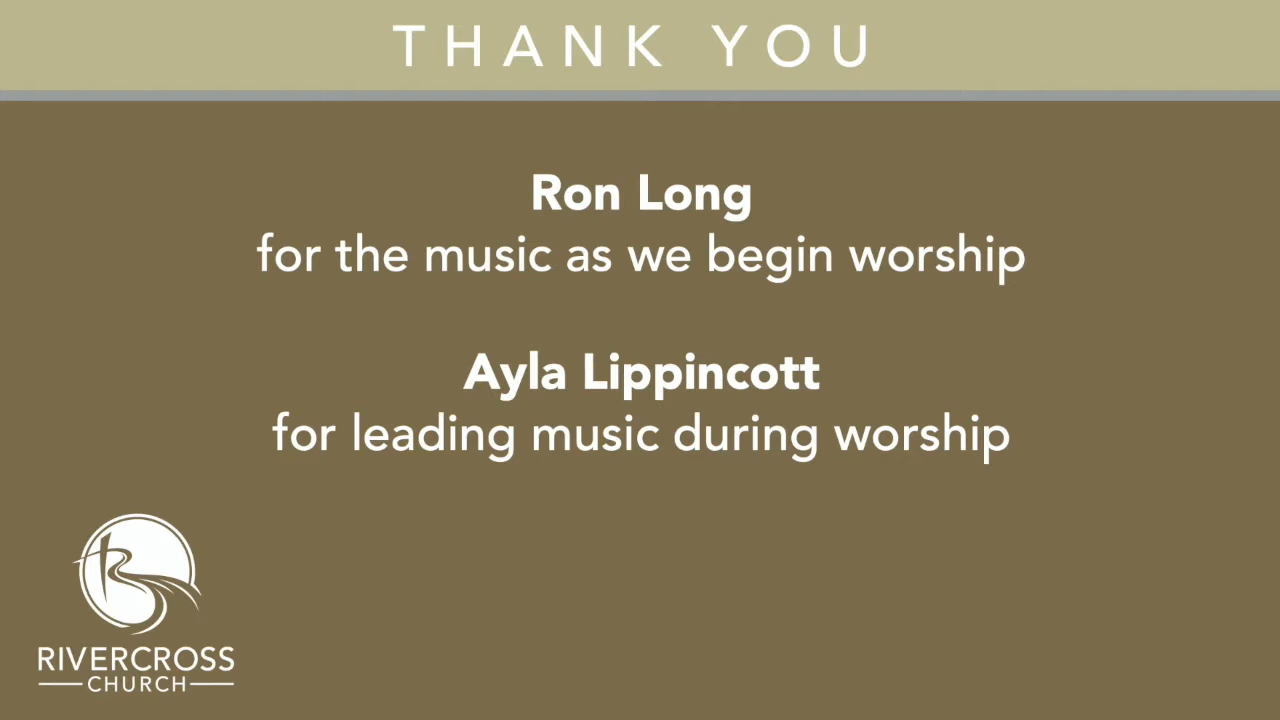 THANK YOU
Ron Long
for the music as we begin worship
Ayla Lippincott
for leading music during worship
RIVERCROSS
CHURCH